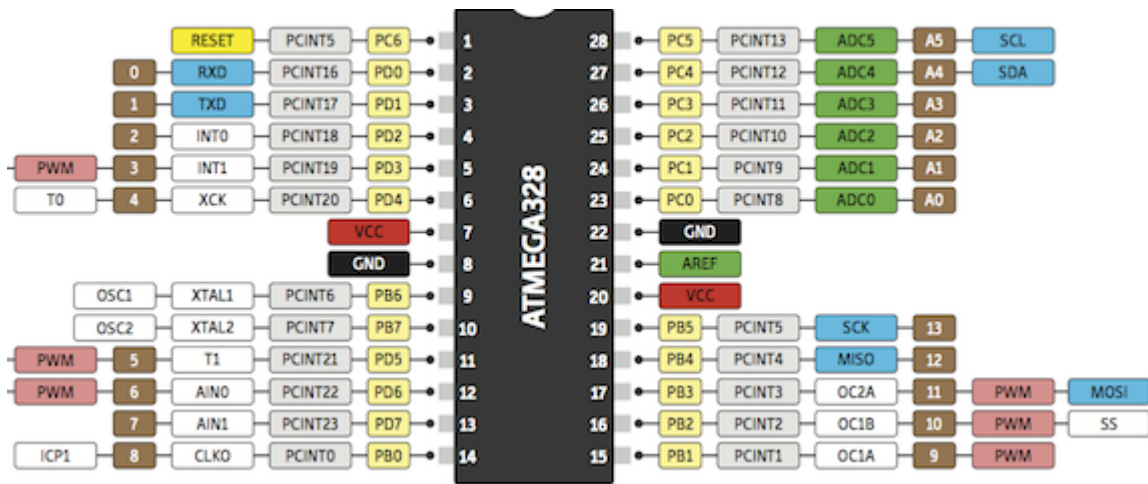 RESET PCINT5 PC6 1 28 PC5 PCINT13 ADC5 A5 SCL
0 RXD PCINT16 PD0 2 27 PC4 PCINT12 ADC4 A4 SDA
1 TXD PCINT17 PD1 3 26 PC3 PCINT11 ADC3 A3
2 INT0 PCINT18 PD2 4 25 PC2 PCINT10 ADC2 A2
PWM 3 INT1 PCINT19 PD3 5 24 PC1 PCINT9 ADC1 A1
T0 4 XCK PCINT20 PD4 6 23 PC0 PCINT8 ADC0 A0
VCC 7 22 GND
GND 8 21 AREF
OSC1 XTAL1 PCINT6 PB6 9 20 VCC
OSC2 XTAL2 PCINT7 PB7 10 19 PB5 PCINT5 SCK 13
PWM 5 T1 PCINT21 PD5 11 18 PB4 PCINT4 MISO 12
PWM 6 AIN0 PCINT22 PD6 12 17 PB3 PCINT3 OC2A 11 PWM MOSI
7 AIN1 PCINT23 PD7 13 16 PB2 PCINT2 OC1B 10 PWM SS
ICP1 8 CLKO PCINT0 PB0 14 15 PB1 PCINT1 OC1A 9 PWM
ATMEGA328